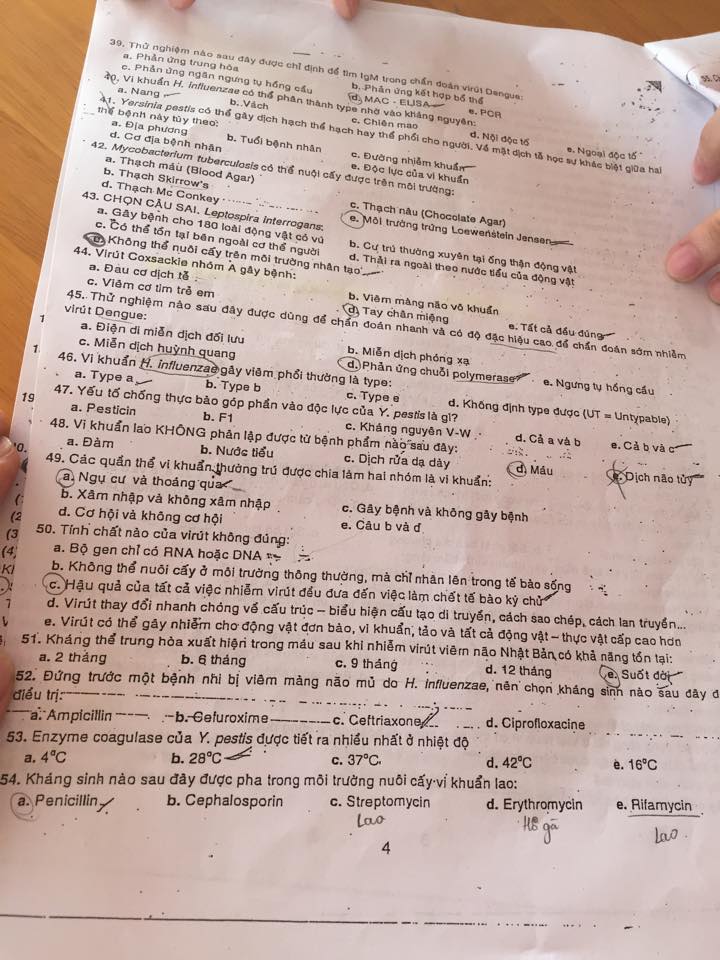 39. Thử nghiệm nào sau đây được chỉ định để tìm IgM trong chẩn đoán virút Dengue:
a. Phản ứng trung hòa
b. Phản ứng kết hợp bổ thể
c. Phản ứng ngăn ngưng tụ hồng cầu
d. MAC - ELISA
e. PCR
40. Vi khuẩn H. influenzae có thể phân thành type nhờ vào kháng nguyên:
a. Nang
b. Vách
c. Chiên mao
d. Nội độc tố
e. Ngoại độc tố
41. Yersinia pestis có thể gây dịch hạch thể hạch hay thể phổi cho người. Về mặt dịch tễ học sự khác biệt giữa hai
thể bệnh này tùy theo:
a. Địa phương
b. Tuổi bệnh nhân
c. Đường nhiễm khuẩn
d. Cơ địa bệnh nhân
e. Độc lực của vi khuẩn
42. Mycobacterium tuberculosis có thể nuôi cấy được trên môi trường:
a. Thạch máu (Blood Agar)
b. Thạch Skirrow's
c. Thạch nâu (Chocolate Agar)
d. Thạch Mc Conkey
e. Môi trường trứng Loewenstein Jensen
43. CHỌN CÂU SAI. Leptospira interrogans:
a. Gây bệnh cho 180 loài động vật có vú
b. Cư trú thường xuyên tại ống thận động vật
c. Có thể tồn tại bên ngoài cơ thể người
d. Thải ra ngoài theo nước tiểu của động vật
e. Không thể nuôi cấy trên môi trường nhân tạo
44. Virút Coxsackie nhóm A gây bệnh:
a. Đau cơ dịch tễ
b. Viêm màng não vô khuẩn
c. Viêm cơ tim trẻ em
d. Tay chân miệng
e. Tất cả đều đúng
45. Thử nghiệm nào sau đây được dùng để chẩn đoán nhanh và có độ đặc hiệu cao để chẩn đoán sớm nhiễm
virút Dengue:
a. Điện di miễn dịch đối lưu
b. Miễn dịch phóng xạ
c. Miễn dịch huỳnh quang
d. Phản ứng chuỗi polymerase
e. Ngưng tụ hồng cầu
46. Vi khuẩn H. influenzae gây viêm phổi thường là type:
a. Type a
b. Type b
c. Type e
d. Không định type được (UT = Untypable)
47. Yếu tố chống thực bào góp phần vào độc lực của Y. pestis là gì?
a. Pesticin
b. F1
c. Kháng nguyên V-W
d. Cả a và b
e. Cả b và c
48. Vi khuẩn lao KHÔNG phân lập được từ bệnh phẩm nào sau đây:
a. Đàm
b. Nước tiểu
c. Dịch rửa dạ dày
d. Máu
e. Dịch não tủy
49. Các quần thể vi khuẩn thường trú được chia làm hai nhóm là vi khuẩn:
a. Ngụ cư và thoáng qua
b. Xâm nhập và không xâm nhập
c. Gây bệnh và không gây bệnh
d. Cơ hội và không cơ hội
e. Câu b và d
50. Tính chất nào của virút không đúng:
a. Bộ gen chỉ có RNA hoặc DNA
b. Không thể nuôi cấy ở môi trường thông thường, mà chỉ nhân lên trong tế bào sống
c. Hậu quả của tất cả việc nhiễm virút đều đưa đến việc làm chết tế bào ký chủ
d. Virút thay đổi nhanh chóng về cấu trúc – biểu hiện cấu tạo di truyền, cách sao chép, cách lan truyền...
e. Virút có thể gây nhiễm cho động vật đơn bào, vi khuẩn, tảo và tất cả động vật – thực vật cấp cao hơn
51. Kháng thể trung hòa xuất hiện trong máu sau khi nhiễm virút viêm não Nhật Bản có khả năng tồn tại:
a. 2 tháng
b. 6 tháng
c. 9 tháng
d. 12 tháng
e. Suốt đời
52. Đứng trước một bệnh nhi bị viêm màng não mủ do H. influenzae, nên chọn kháng sinh nào sau đây đ
điều trị:
a. Ampicillin
b. Cefuroxime
c. Ceftriaxone
d. Ciprofloxacine
53. Enzyme coagulase của Y. pestis được tiết ra nhiều nhất ở nhiệt độ
a. 4°C
b. 28°C
c. 37°C
d. 42°C
e. 16°C
54. Kháng sinh nào sau đây được pha trong môi trường nuôi cấy vi khuẩn lao:
a. Penicillin
b. Cephalosporin
c. Streptomycin
d. Erythromycin
e. Rifamycin
Lao
Hồ gà
Lao
4